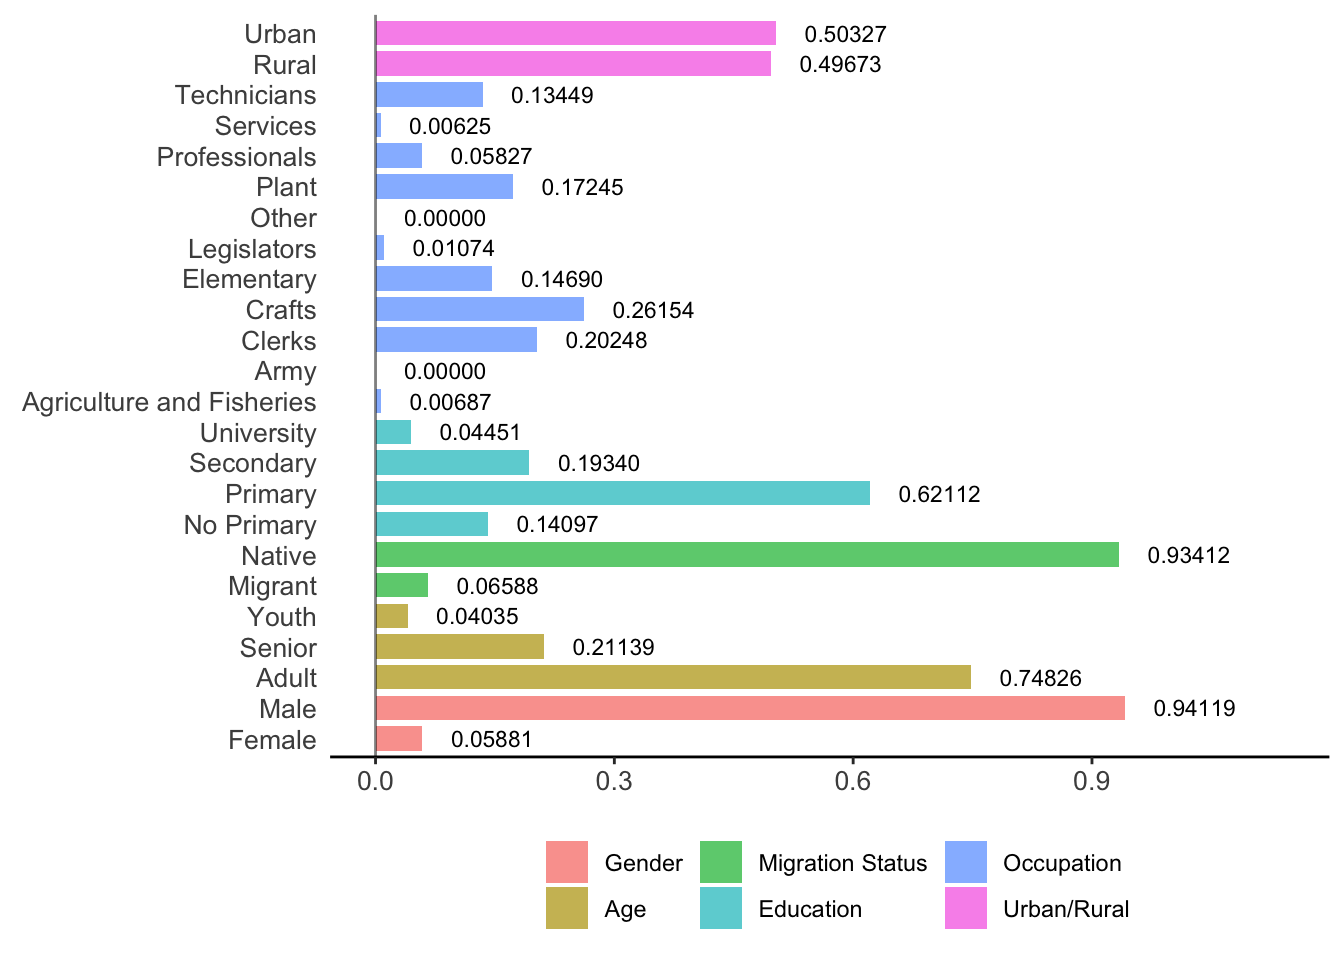 Urban 0.50327
Rural 0.49673
Technicians 0.13449
Services 0.00625
Professionals 0.05827
Plant 0.17245
Other 0.00000
Legislators 0.01074
Elementary 0.14690
Crafts 0.26154
Clerks 0.20248
Army 0.00000
Agriculture and Fisheries 0.00687
University 0.04451
Secondary 0.19340
Primary 0.62112
No Primary 0.14097
Native 0.93412
Migrant 0.06588
Youth 0.04035
Senior 0.21139
Adult 0.74826
Male 0.94119
Female 0.05881
0.0 0.3 0.6 0.9
Gender Migration Status Occupation
Age Education Urban/Rural